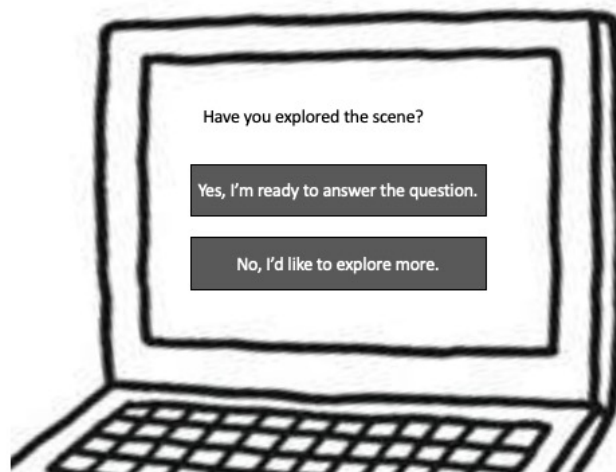 Have you explored the scene?
Yes, I'm ready to answer the question.
No, I'd like to explore more.